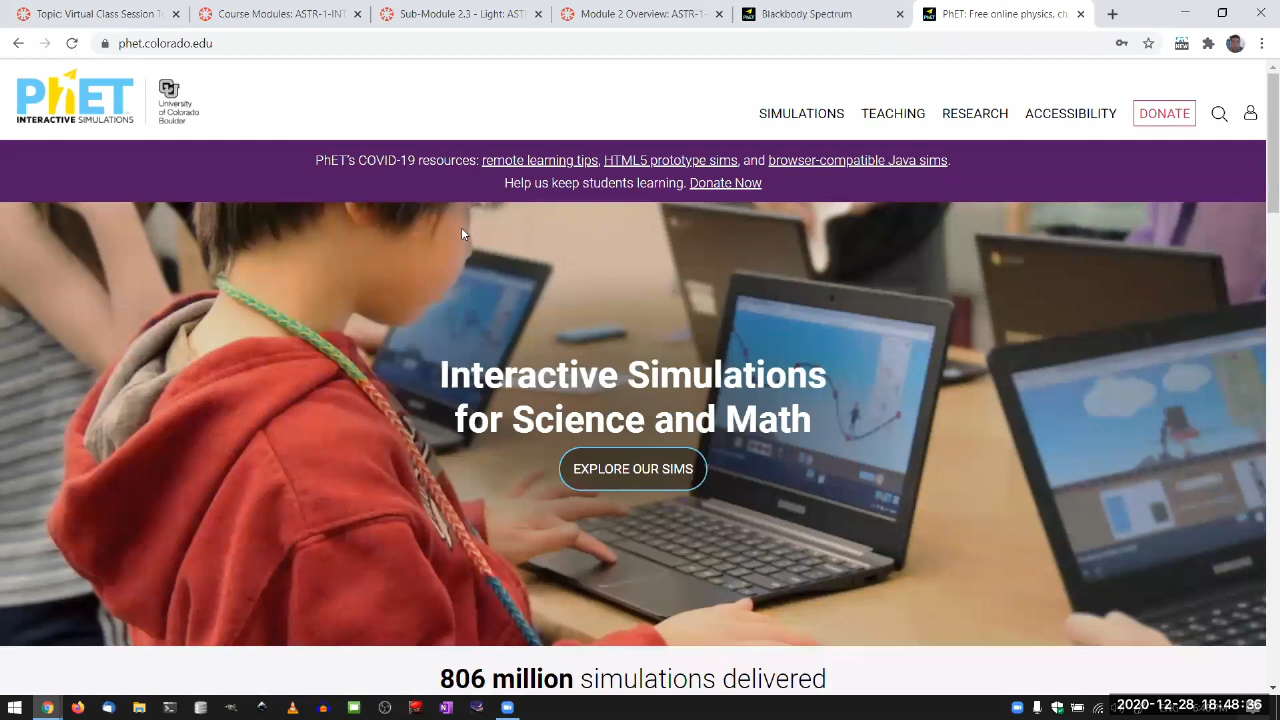 Topic: Virtual Class Session T
Course Modules: ASTR-1-INT
Sub-Module 2.3 - Light: AST
Module 2 Overview: ASTR-1-
Blackbody Spectrum
PhET: Free online physics, ch
phet.colorado.edu
NEW
PhET
INTERACTIVE SIMULATIONS
CU
University
of Colorado
Boulder
SIMULATIONS TEACHING RESEARCH ACCESSIBILITY DONATE
PhET's COVID-19 resources: remote learning tips, HTML5 prototype sims, and browser-compatible Java sims.
Help us keep students learning. Donate Now
Interactive Simulations
for Science and Math
EXPLORE OUR SIMS
806 million simulations delivered
2020-12-28 18:48:36